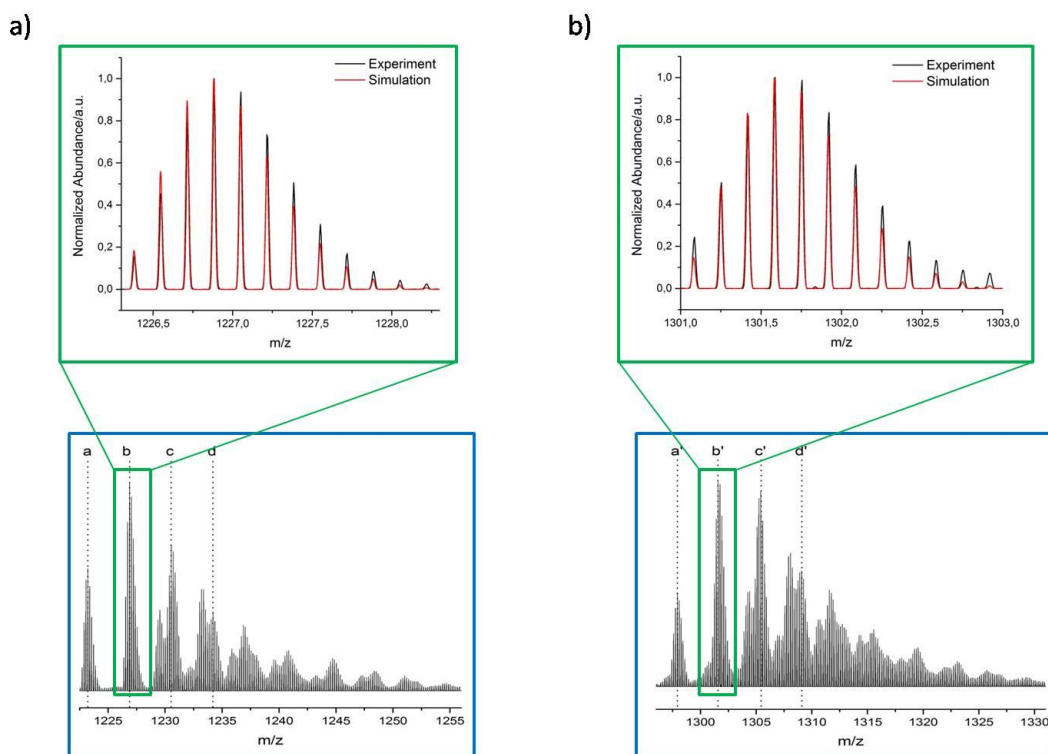 a)
Normalized Abundance/a.u.
1,0
0,8
0,6
0,4
0,2
0,0
Experiment
Simulation
1226,5
1227,0
1227,5
1228,0
m/z
a
b
c
d
1225
1230
1235
1240
1245
1250
1255
m/z
b)
Normalized Abundance/a.u.
1,0
0,8
0,6
0,4
0,2
0,0
Experiment
Simulation
1301,0
1301,5
1302,0
1302,5
1303,0
m/z
a'
b'
c'
d'
1300
1305
1310
1315
1320
1325
1330
m/z